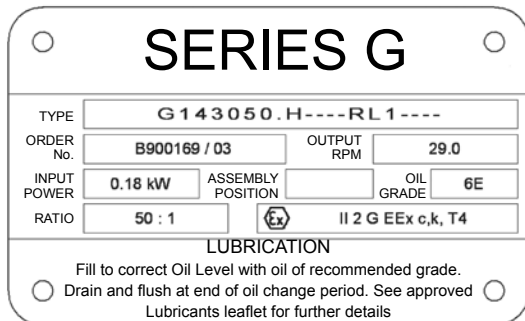 SERIES G
TYPE G143050.H----RL1----
ORDER No. B900169 / 03 OUTPUT RPM 29.0
INPUT POWER 0.18 kW ASSEMBLY POSITION OIL GRADE 6E
RATIO 50 : 1 Ex II 2 G EEx c,k, T4
LUBRICATION
Fill to correct Oil Level with oil of recommended grade.
Drain and flush at end of oil change period. See approved
Lubricants leaflet for further details